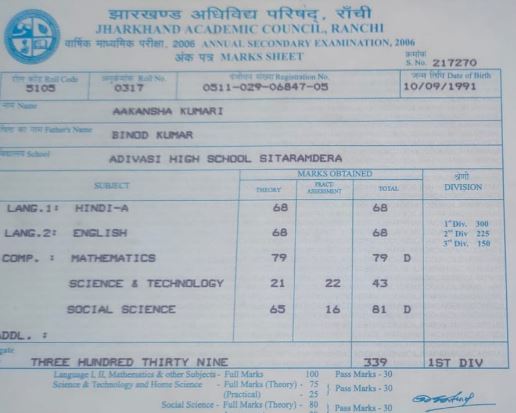 झारखण्ड अधिविद्य परिषद्, राँची
JHARKHAND ACADEMIC COUNCIL, RANCHI
वार्षिक माध्यमिक परीक्षा, 2006 ANNUAL SECONDARY EXAMINATION, 2006
अंक पत्र MARKS SHEET
क्रमांक
S. No. 217270
रोल कोड Roll Code अनुक्रमांक Roll No. पंजीयन संख्या Registration No. जन्म तिथि Date of Birth
5105 0317 0511-029-06847-05 10/09/1991
नाम Name
AAKANSHA KUMARI
पिता का नाम Father's Name
BINOD KUMAR
School
ADIVASI HIGH SCHOOL SITARAMDERA
SUBJECT MARKS OBTAINED श्रेणी
THEORY PRACT. ASSESSMENT TOTAL DIVISION
LANG.1: HINDI-A 68 68
1st Div. 300
LANG.2: ENGLISH 68 68 2nd Div 225
3rd Div. 150
COMP. : MATHEMATICS 79 79 D
SCIENCE & TECHNOLOGY 21 22 43
SOCIAL SCIENCE 65 16 81 D
ADDL. :
THREE HUNDRED THIRTY NINE 339 1ST DIV
Language I, II, Mathematics & other Subjects - Full Marks 100 Pass Marks - 30
Science & Technology and Home Science - Full Marks (Theory) - 75 Pass Marks - 30
(Practical) - 25
Social Science - Full Marks (Theory) - 80 Pass Marks - 30